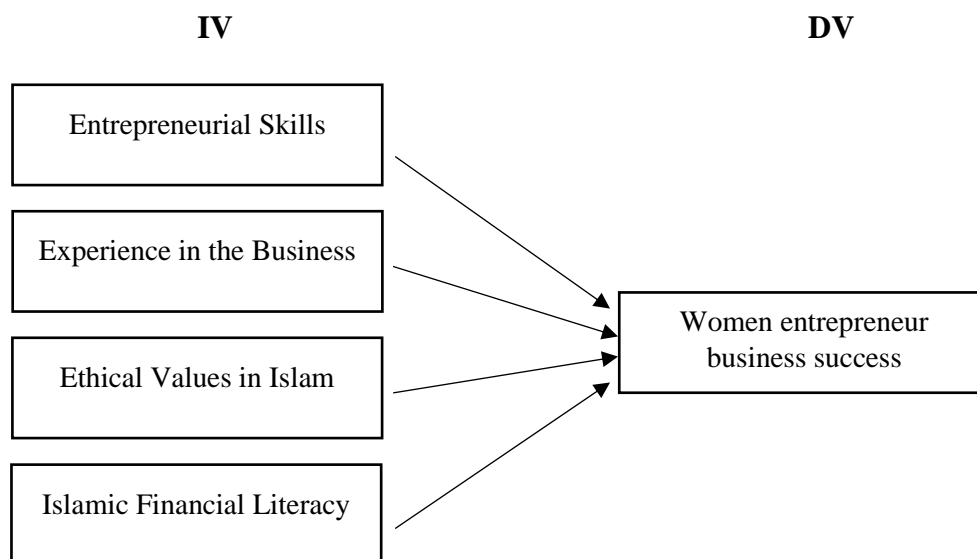 IV
DV
Entrepreneurial Skills
Experience in the Business
Ethical Values in Islam
Islamic Financial Literacy
Women entrepreneur
business success